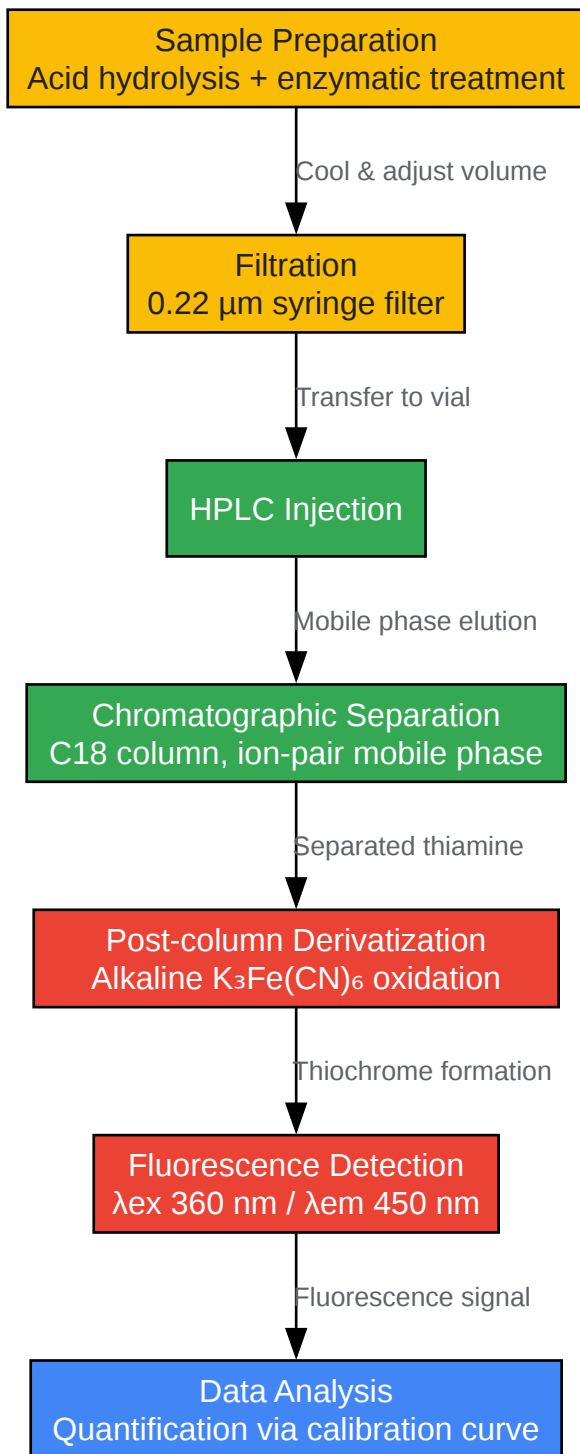 Sample Preparation
Acid hydrolysis + enzymatic treatment
Cool & adjust volume
Filtration
0.22 µm syringe filter
Transfer to vial
HPLC Injection
Mobile phase elution
Chromatographic Separation
C18 column, ion-pair mobile phase
Separated thiamine
Post-column Derivatization
Alkaline K₃Fe(CN)₆ oxidation
Thiochrome formation
Fluorescence Detection
λex 360 nm / λem 450 nm
Fluorescence signal
Data Analysis
Quantification via calibration curve